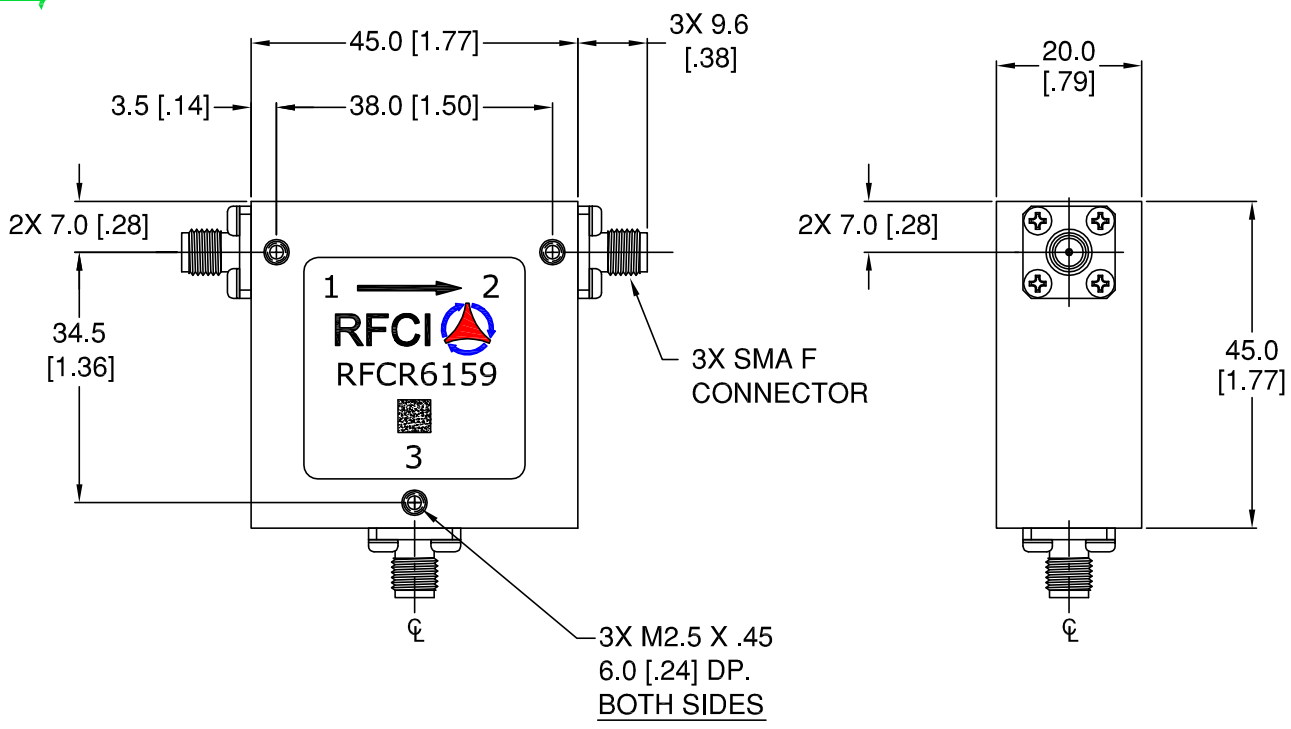 45.0 [1.77]
3X 9.6
[.38]
3.5 [.14]
38.0 [1.50]
2X 7.0 [.28]
34.5
[1.36]
1
2
RFCI
RFCR6159
3
3X SMA F
CONNECTOR
℄
3X M2.5 X .45
6.0 [.24] DP.
BOTH SIDES
20.0
[.79]
2X 7.0 [.28]
45.0
[1.77]
℄